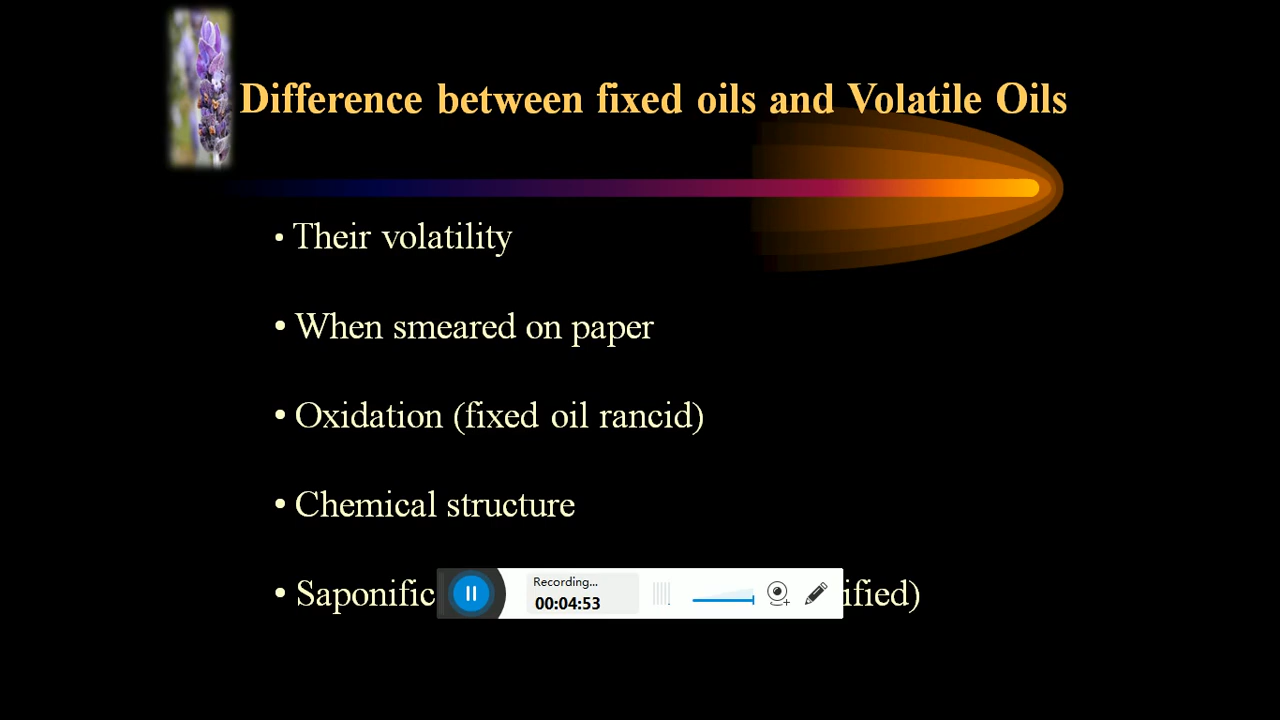 Difference between fixed oils and Volatile Oils
• Their volatility
• When smeared on paper
• Oxidation (fixed oil rancid)
• Chemical structure
• Saponific
ified)
Recording...
00:04:53